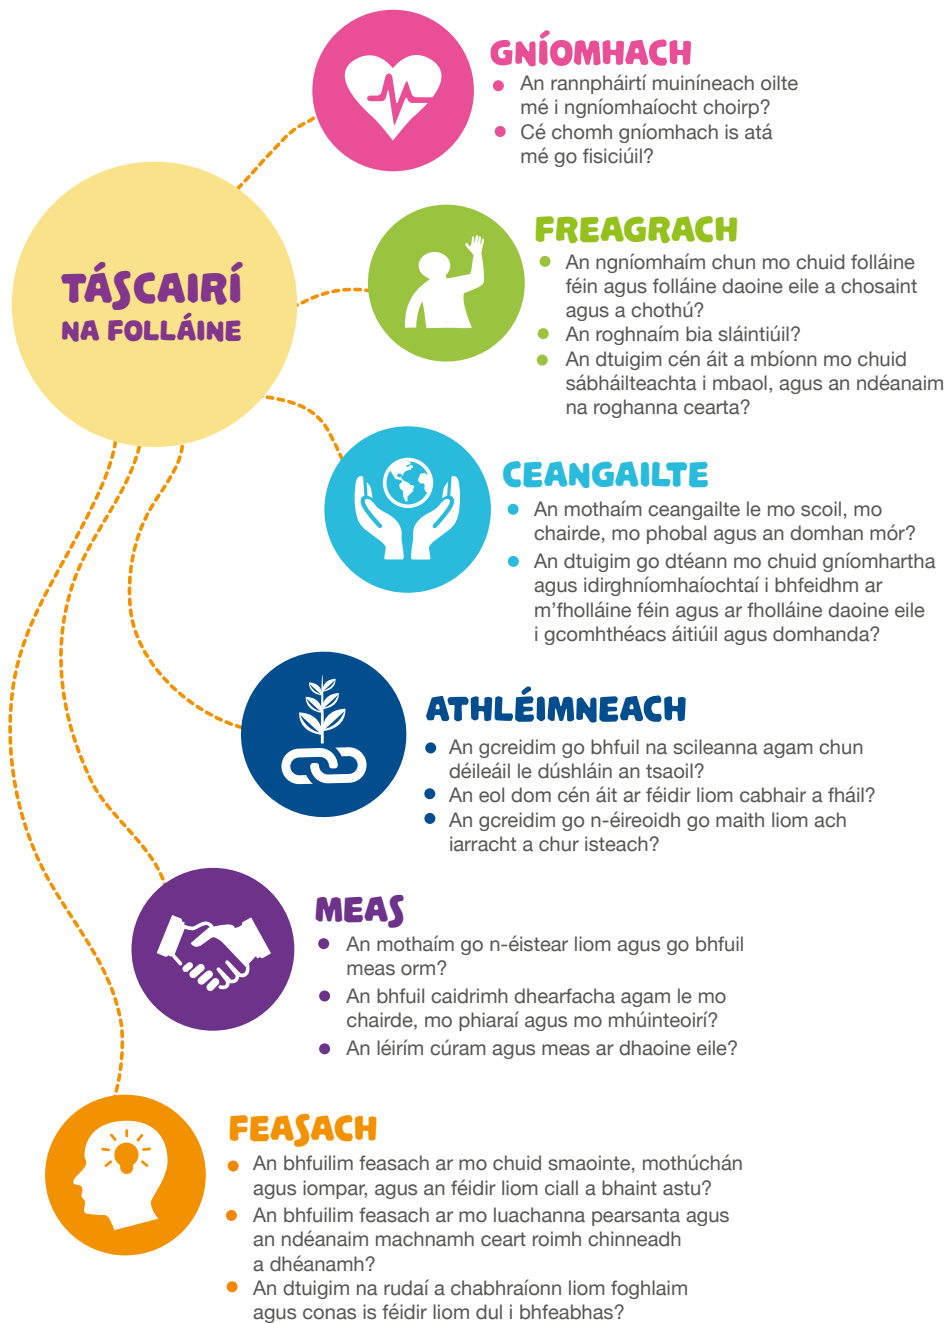 TÁSCAIRÍ
NA FOLLÁINE
GNÍOMHACH
• An rannpháirtí muiníneach oilte
mé i ngníomhaíocht choirp?
• Cé chomh gníomhach is atá
mé go fisiciúil?
FREAGRACH
• An ngníomhaím chun mo chuid folláine
féin agus folláine daoine eile a chosaint
agus a chothú?
• An roghnaím bia sláintiúil?
• An dtuigim cén áit a mbíonn mo chuid
sábháilteachta i mbaol, agus an ndéanaim
na roghanna cearta?
CEANGAILTE
• An mothaím ceangailte le mo scoil, mo
chairde, mo phobal agus an domhan mór?
• An dtuigim go dtéann mo chuid gníomhartha
agus idirghníomhaíochtaí i bhfeidhm ar
m'fholláine féin agus ar fholláine daoine eile
i gcomhthéacs áitiúil agus domhanda?
ATHLÉIMNEACH
• An gcreidim go bhfuil na scileanna agam chun
déileáil le dúshláin an tsaoil?
• An eol dom cén áit ar féidir liom cabhair a fháil?
• An gcreidim go n-éireoidh go maith liom ach
iarracht a chur isteach?
MEAS
• An mothaím go n-éistear liom agus go bhfuil
meas orm?
• An bhfuil caidrimh dhearfacha agam le mo
chairde, mo phiaraí agus mo mhúinteoirí?
• An léirím cúram agus meas ar dhaoine eile?
FEASACH
• An bhfuilim feasach ar mo chuid smaointe, mothúchán
agus iompar, agus an féidir liom ciall a bhaint astu?
• An bhfuilim feasach ar mo luachanna pearsanta agus
an ndéanaim machnamh ceart roimh chinneadh
a dhéanamh?
• An dtuigim na rudaí a chabhraíonn liom foghlaim
agus conas is féidir liom dul i bhfeabhas?